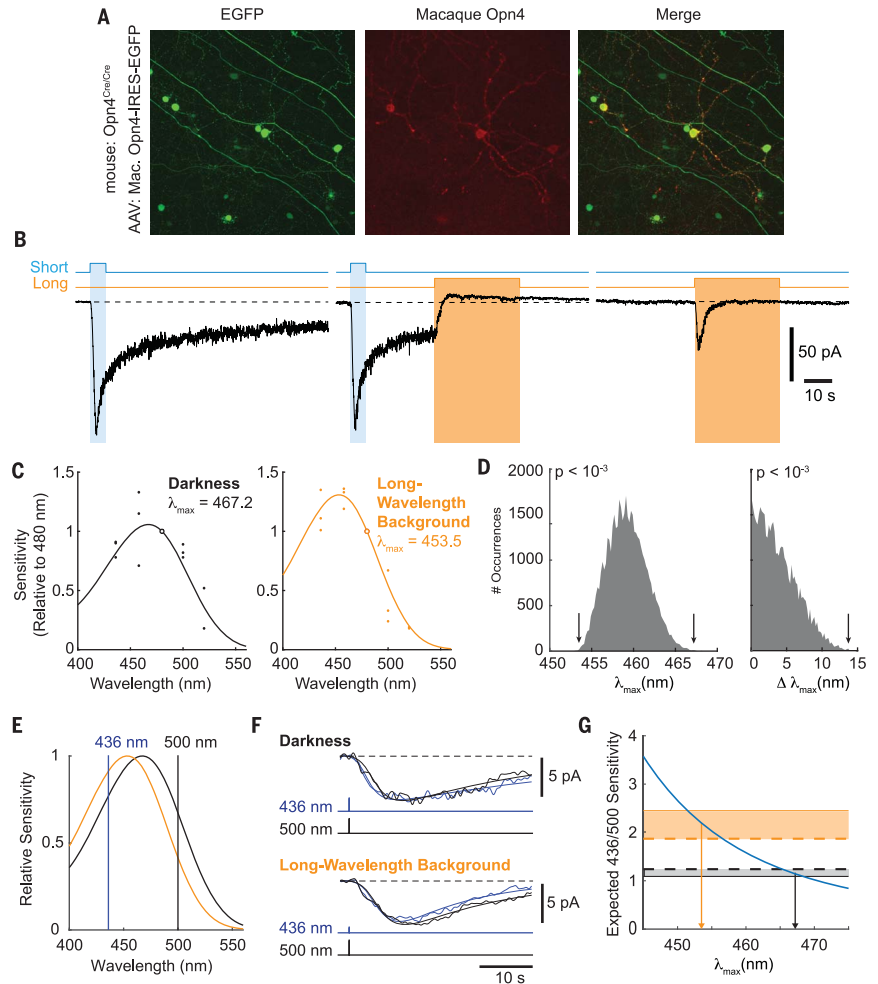 A
EGFP
Macaque Opn4
Merge
mouse: Opn4Cre/Cre
AAV: Mac. Opn4-IRES-EGFP
B
Short
Long
50 pA
10 s
C
Sensitivity
(Relative to 480 nm)
1.5
1
0.5
0
Darkness
λmax = 467.2
400
450
500
550
Wavelength (nm)
1.5
1
0.5
0
Long-
Wavelength
Background
λmax = 453.5
400
450
500
550
Wavelength (nm)
D
# Occurrences
2000
1500
1000
500
0
p < 10-3
450
455
460
465
470
λmax(nm)
p < 10-3
0
5
10
15
Δ λmax(nm)
E
Relative Sensitivity
1
0.5
0
436 nm
500 nm
400
450
500
550
Wavelength (nm)
F
Darkness
5 pA
436 nm
500 nm
Long-Wavelength Background
5 pA
436 nm
500 nm
10 s
G
Expected 436/500 Sensitivity
4
3
2
1
0
450
460
470
λmax(nm)